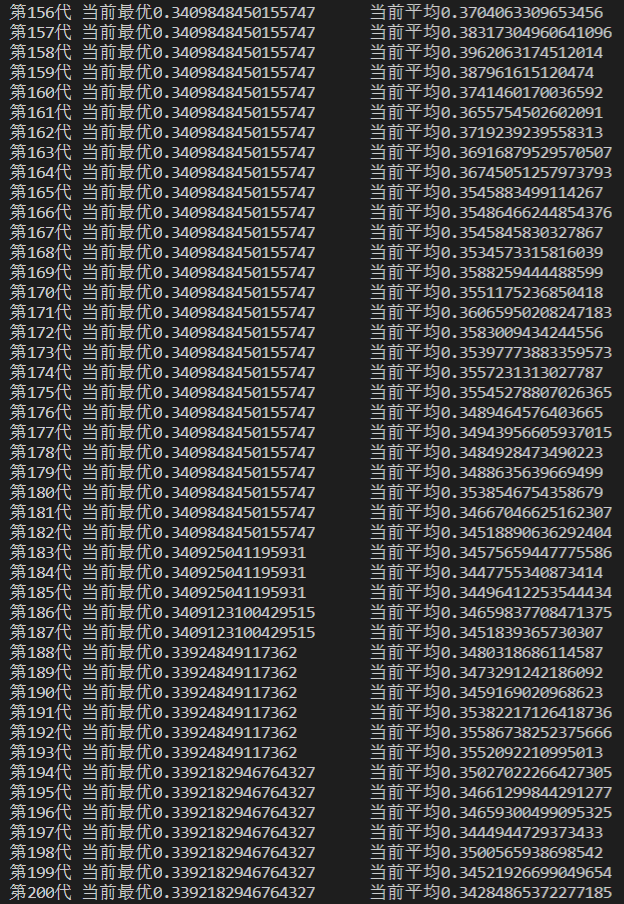 第156代 当前最优0.3409848450155747 当前平均0.3704063309653456
第157代 当前最优0.3409848450155747 当前平均0.38317304960641096
第158代 当前最优0.3409848450155747 当前平均0.3962063174512014
第159代 当前最优0.3409848450155747 当前平均0.387961615120474
第160代 当前最优0.3409848450155747 当前平均0.3741460170036592
第161代 当前最优0.3409848450155747 当前平均0.3655754502602091
第162代 当前最优0.3409848450155747 当前平均0.3719239239558313
第163代 当前最优0.3409848450155747 当前平均0.36916879529570507
第164代 当前最优0.3409848450155747 当前平均0.36745051257973793
第165代 当前最优0.3409848450155747 当前平均0.3545883499114267
第166代 当前最优0.3409848450155747 当前平均0.35486466244854376
第167代 当前最优0.3409848450155747 当前平均0.3545845830327867
第168代 当前最优0.3409848450155747 当前平均0.3534573315816039
第169代 当前最优0.3409848450155747 当前平均0.3588259444488599
第170代 当前最优0.3409848450155747 当前平均0.3551175236850418
第171代 当前最优0.3409848450155747 当前平均0.36065950208247183
第172代 当前最优0.3409848450155747 当前平均0.3583009434244556
第173代 当前最优0.3409848450155747 当前平均0.35397773883359573
第174代 当前最优0.3409848450155747 当前平均0.3557231313027787
第175代 当前最优0.3409848450155747 当前平均0.35545278807026365
第176代 当前最优0.3409848450155747 当前平均0.3489464576403665
第177代 当前最优0.3409848450155747 当前平均0.34943956605937015
第178代 当前最优0.3409848450155747 当前平均0.3484928473490223
第179代 当前最优0.3409848450155747 当前平均0.3488635639669499
第180代 当前最优0.3409848450155747 当前平均0.3538546754358679
第181代 当前最优0.3409848450155747 当前平均0.34667046625162307
第182代 当前最优0.3409848450155747 当前平均0.34518890636292404
第183代 当前最优0.340925041195931 当前平均0.34575659447775586
第184代 当前最优0.340925041195931 当前平均0.3447755340873414
第185代 当前最优0.340925041195931 当前平均0.34496412253544434
第186代 当前最优0.3409123100429515 当前平均0.34659837708471375
第187代 当前最优0.3409123100429515 当前平均0.3451839365730307
第188代 当前最优0.33924849117362 当前平均0.3480318686114587
第189代 当前最优0.33924849117362 当前平均0.3473291242186092
第190代 当前最优0.33924849117362 当前平均0.3459169020968623
第191代 当前最优0.33924849117362 当前平均0.35382217126418736
第192代 当前最优0.33924849117362 当前平均0.35586738252375666
第193代 当前最优0.33924849117362 当前平均0.3552092210995013
第194代 当前最优0.3392182946764327 当前平均0.35027022266427305
第195代 当前最优0.3392182946764327 当前平均0.34661299844291277
第196代 当前最优0.3392182946764327 当前平均0.34659300499095325
第197代 当前最优0.3392182946764327 当前平均0.3444944729373433
第198代 当前最优0.3392182946764327 当前平均0.3500565938698542
第199代 当前最优0.3392182946764327 当前平均0.34521926699049654
第200代 当前最优0.3392182946764327 当前平均0.34284865372277185